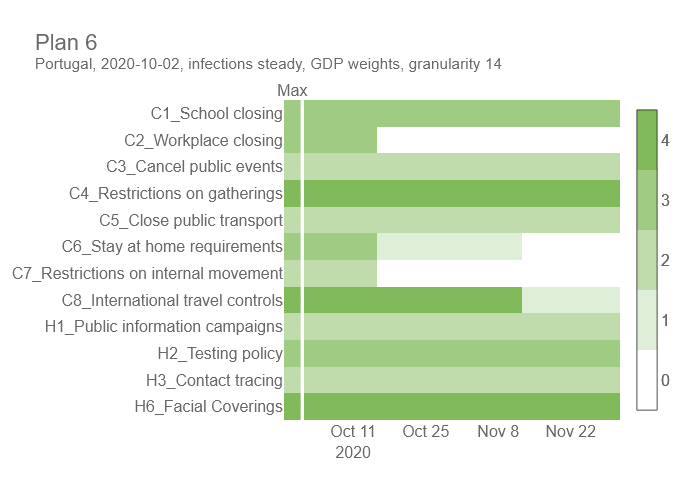 Plan 6
Portugal, 2020-10-02, infections steady, GDP weights, granularity 14
Max
C1_School closing
C2_Workplace closing
C3_Cancel public events
C4_Restrictions on gatherings
C5_Close public transport
C6_Stay at home requirements
C7_Restrictions on internal movement
C8_International travel controls
H1_Public information campaigns
H2_Testing policy
H3_Contact tracing
H6_Facial Coverings
4
3
2
1
0
Oct 11 Oct 25 Nov 8 Nov 22
2020